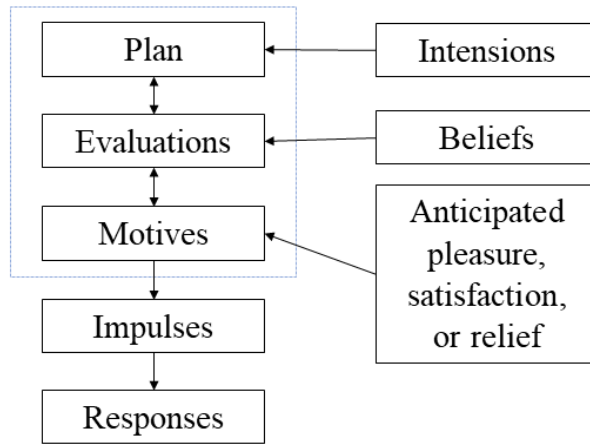 Plan
Intensions
Evaluations
Beliefs
Motives
Anticipated
pleasure,
satisfaction,
or relief
Impulses
Responses